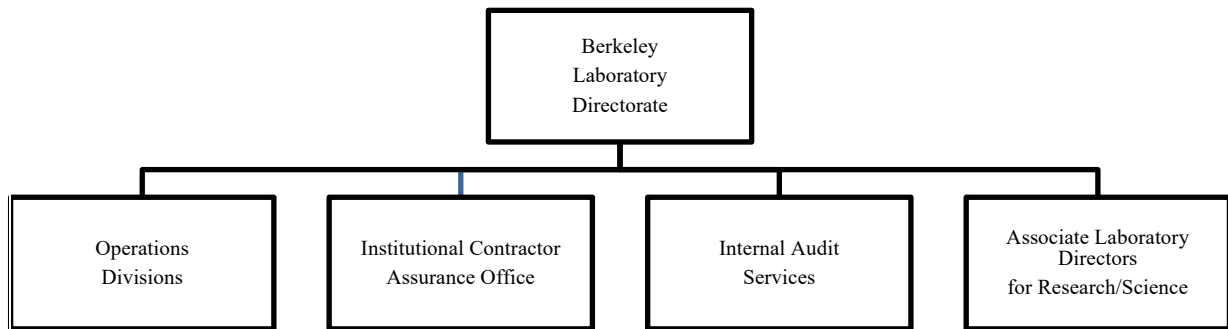 Berkeley
Laboratory
Directorate
Operations
Divisions
Institutional Contractor
Assurance Office
Internal Audit
Services
Associate Laboratory
Directors
for Research/Science